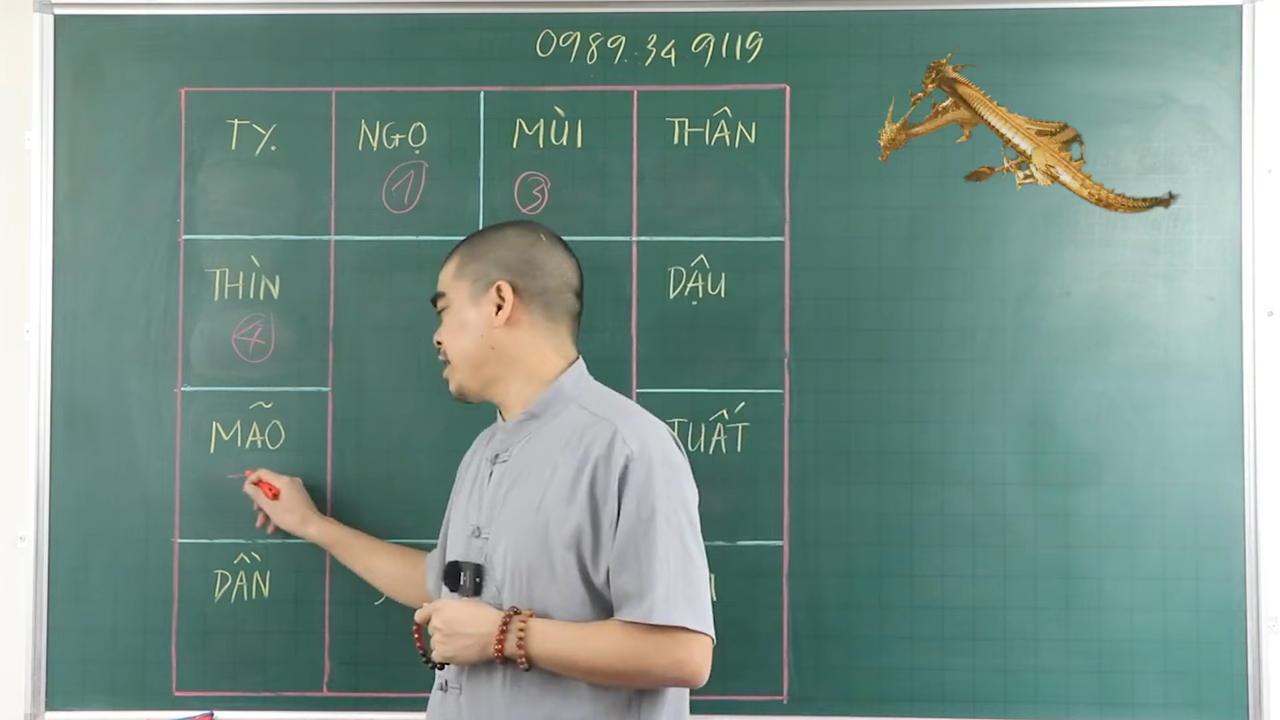 0989.34 9119
TỴ. NGỌ MÙI THÂN
1 3
THÌN DẬU
4
MÃO TUẤT
DẦN